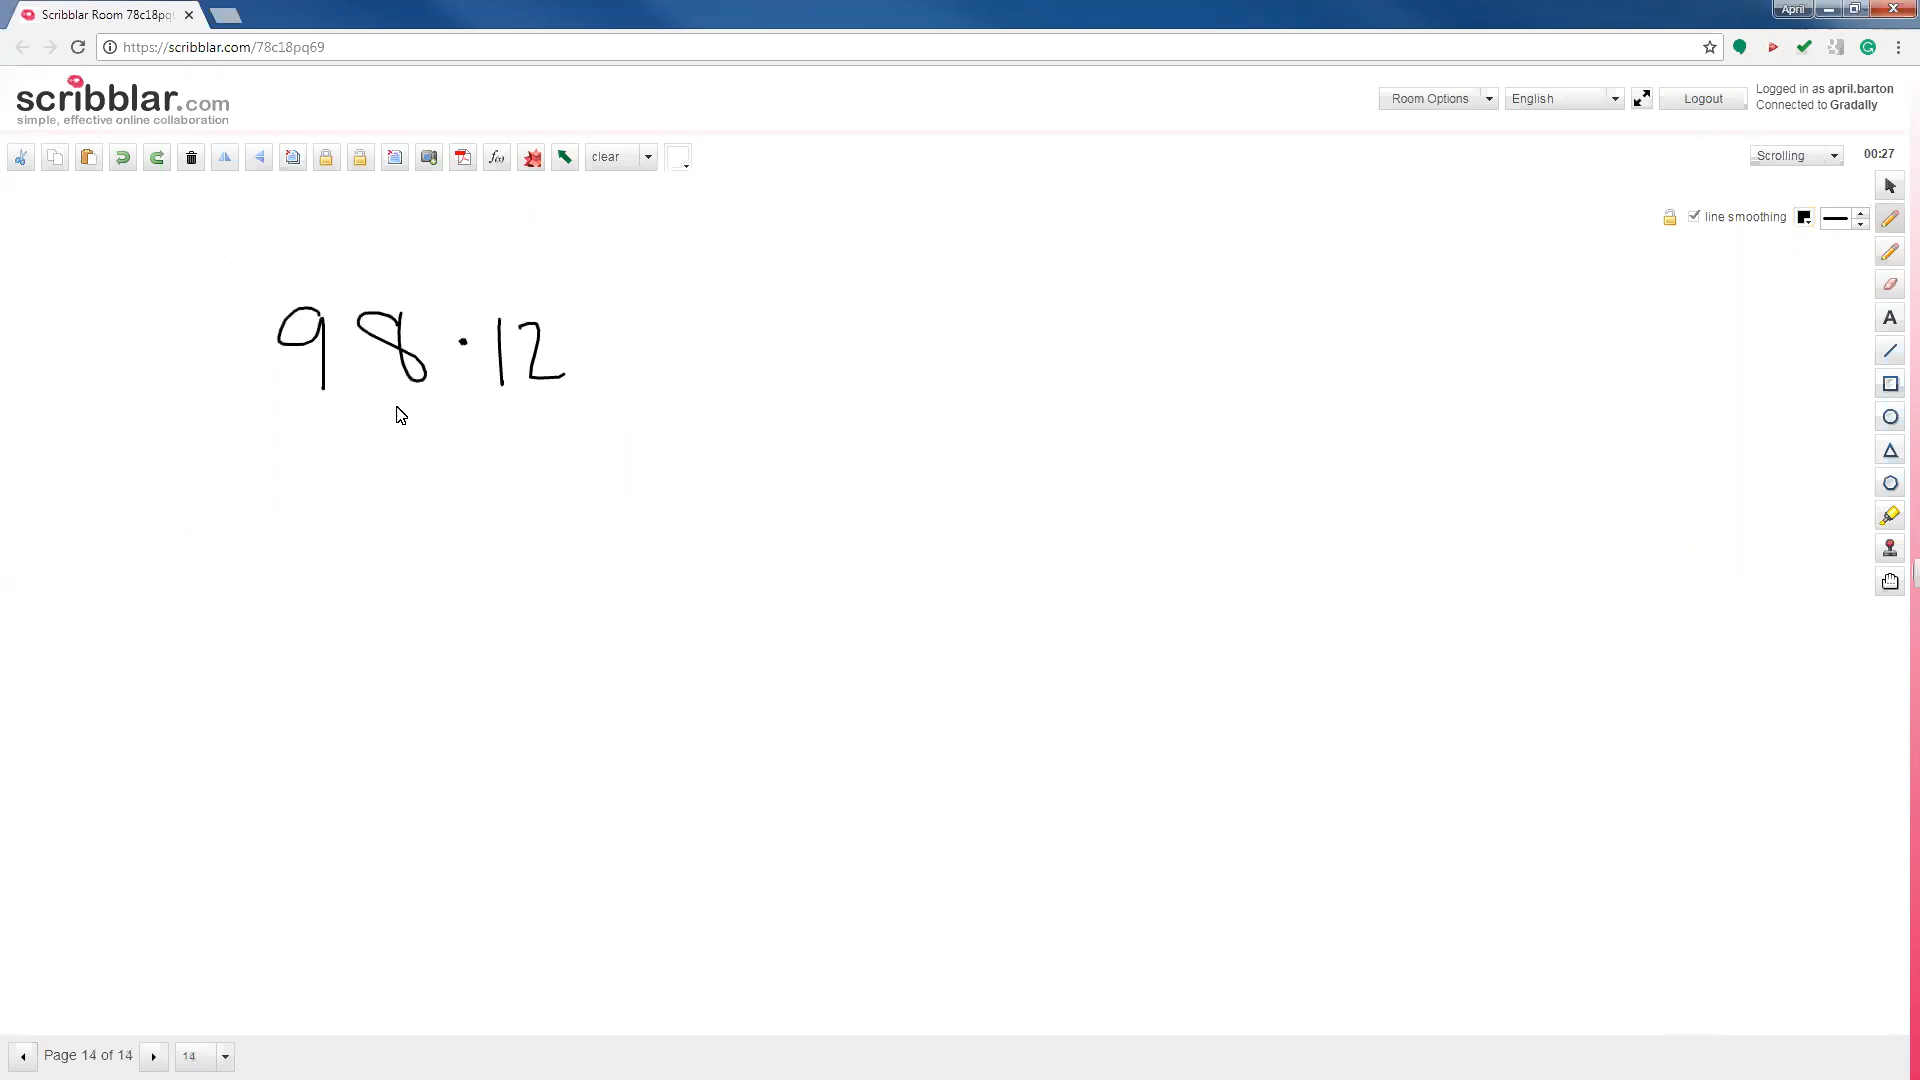 Scribblar Room 78c18pq
April
https://scribblar.com/78c18pq69
scribblar.com
simple, effective online collaboration
Room Options
English
Logout
Logged in as april.barton
Connected to Gradally
f(x)
clear
Scrolling
00:27
line smoothing
A
98·12
Page 14 of 14
14